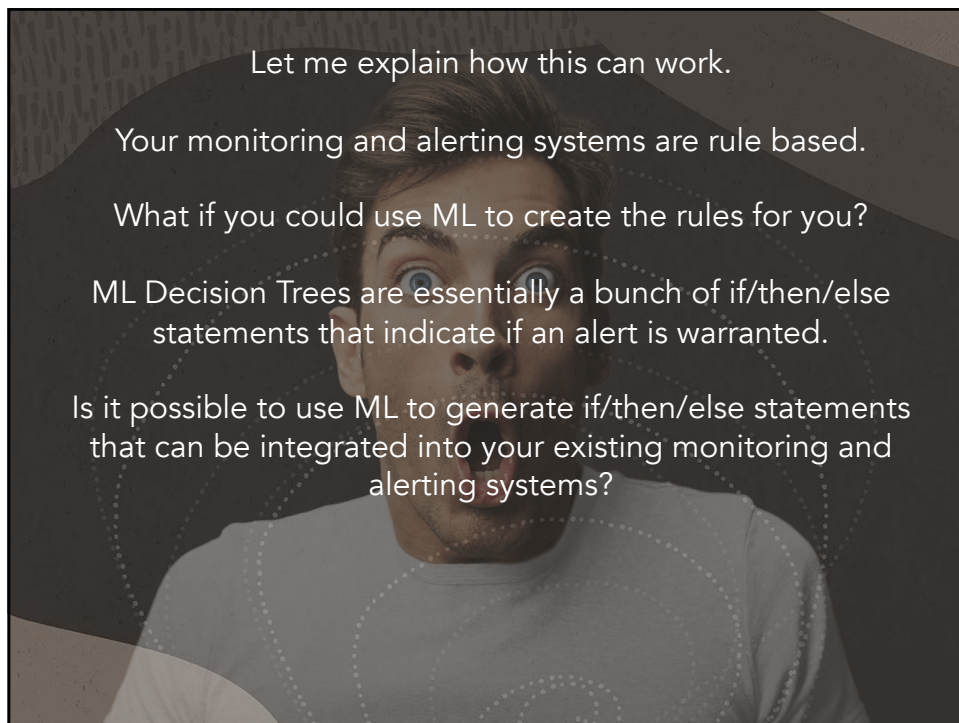 Let me explain how this can work.
Your monitoring and alerting systems are rule based.
What if you could use ML to create the rules for you?
ML Decision Trees are essentially a bunch of if/then/else
statements that indicate if an alert is warranted.
Is it possible to use ML to generate if/then/else statements
that can be integrated into your existing monitoring and
alerting systems?